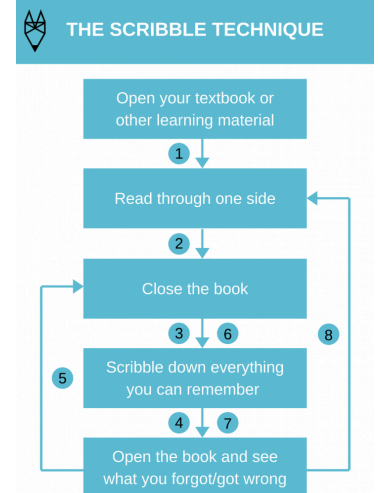 THE SCRIBBLE TECHNIQUE
Open your textbook or
other learning material
1
Read through one side
2
Close the book
3 6
8
Scribble down everything
you can remember
5
4 7
Open the book and see
what you forgot/got wrong